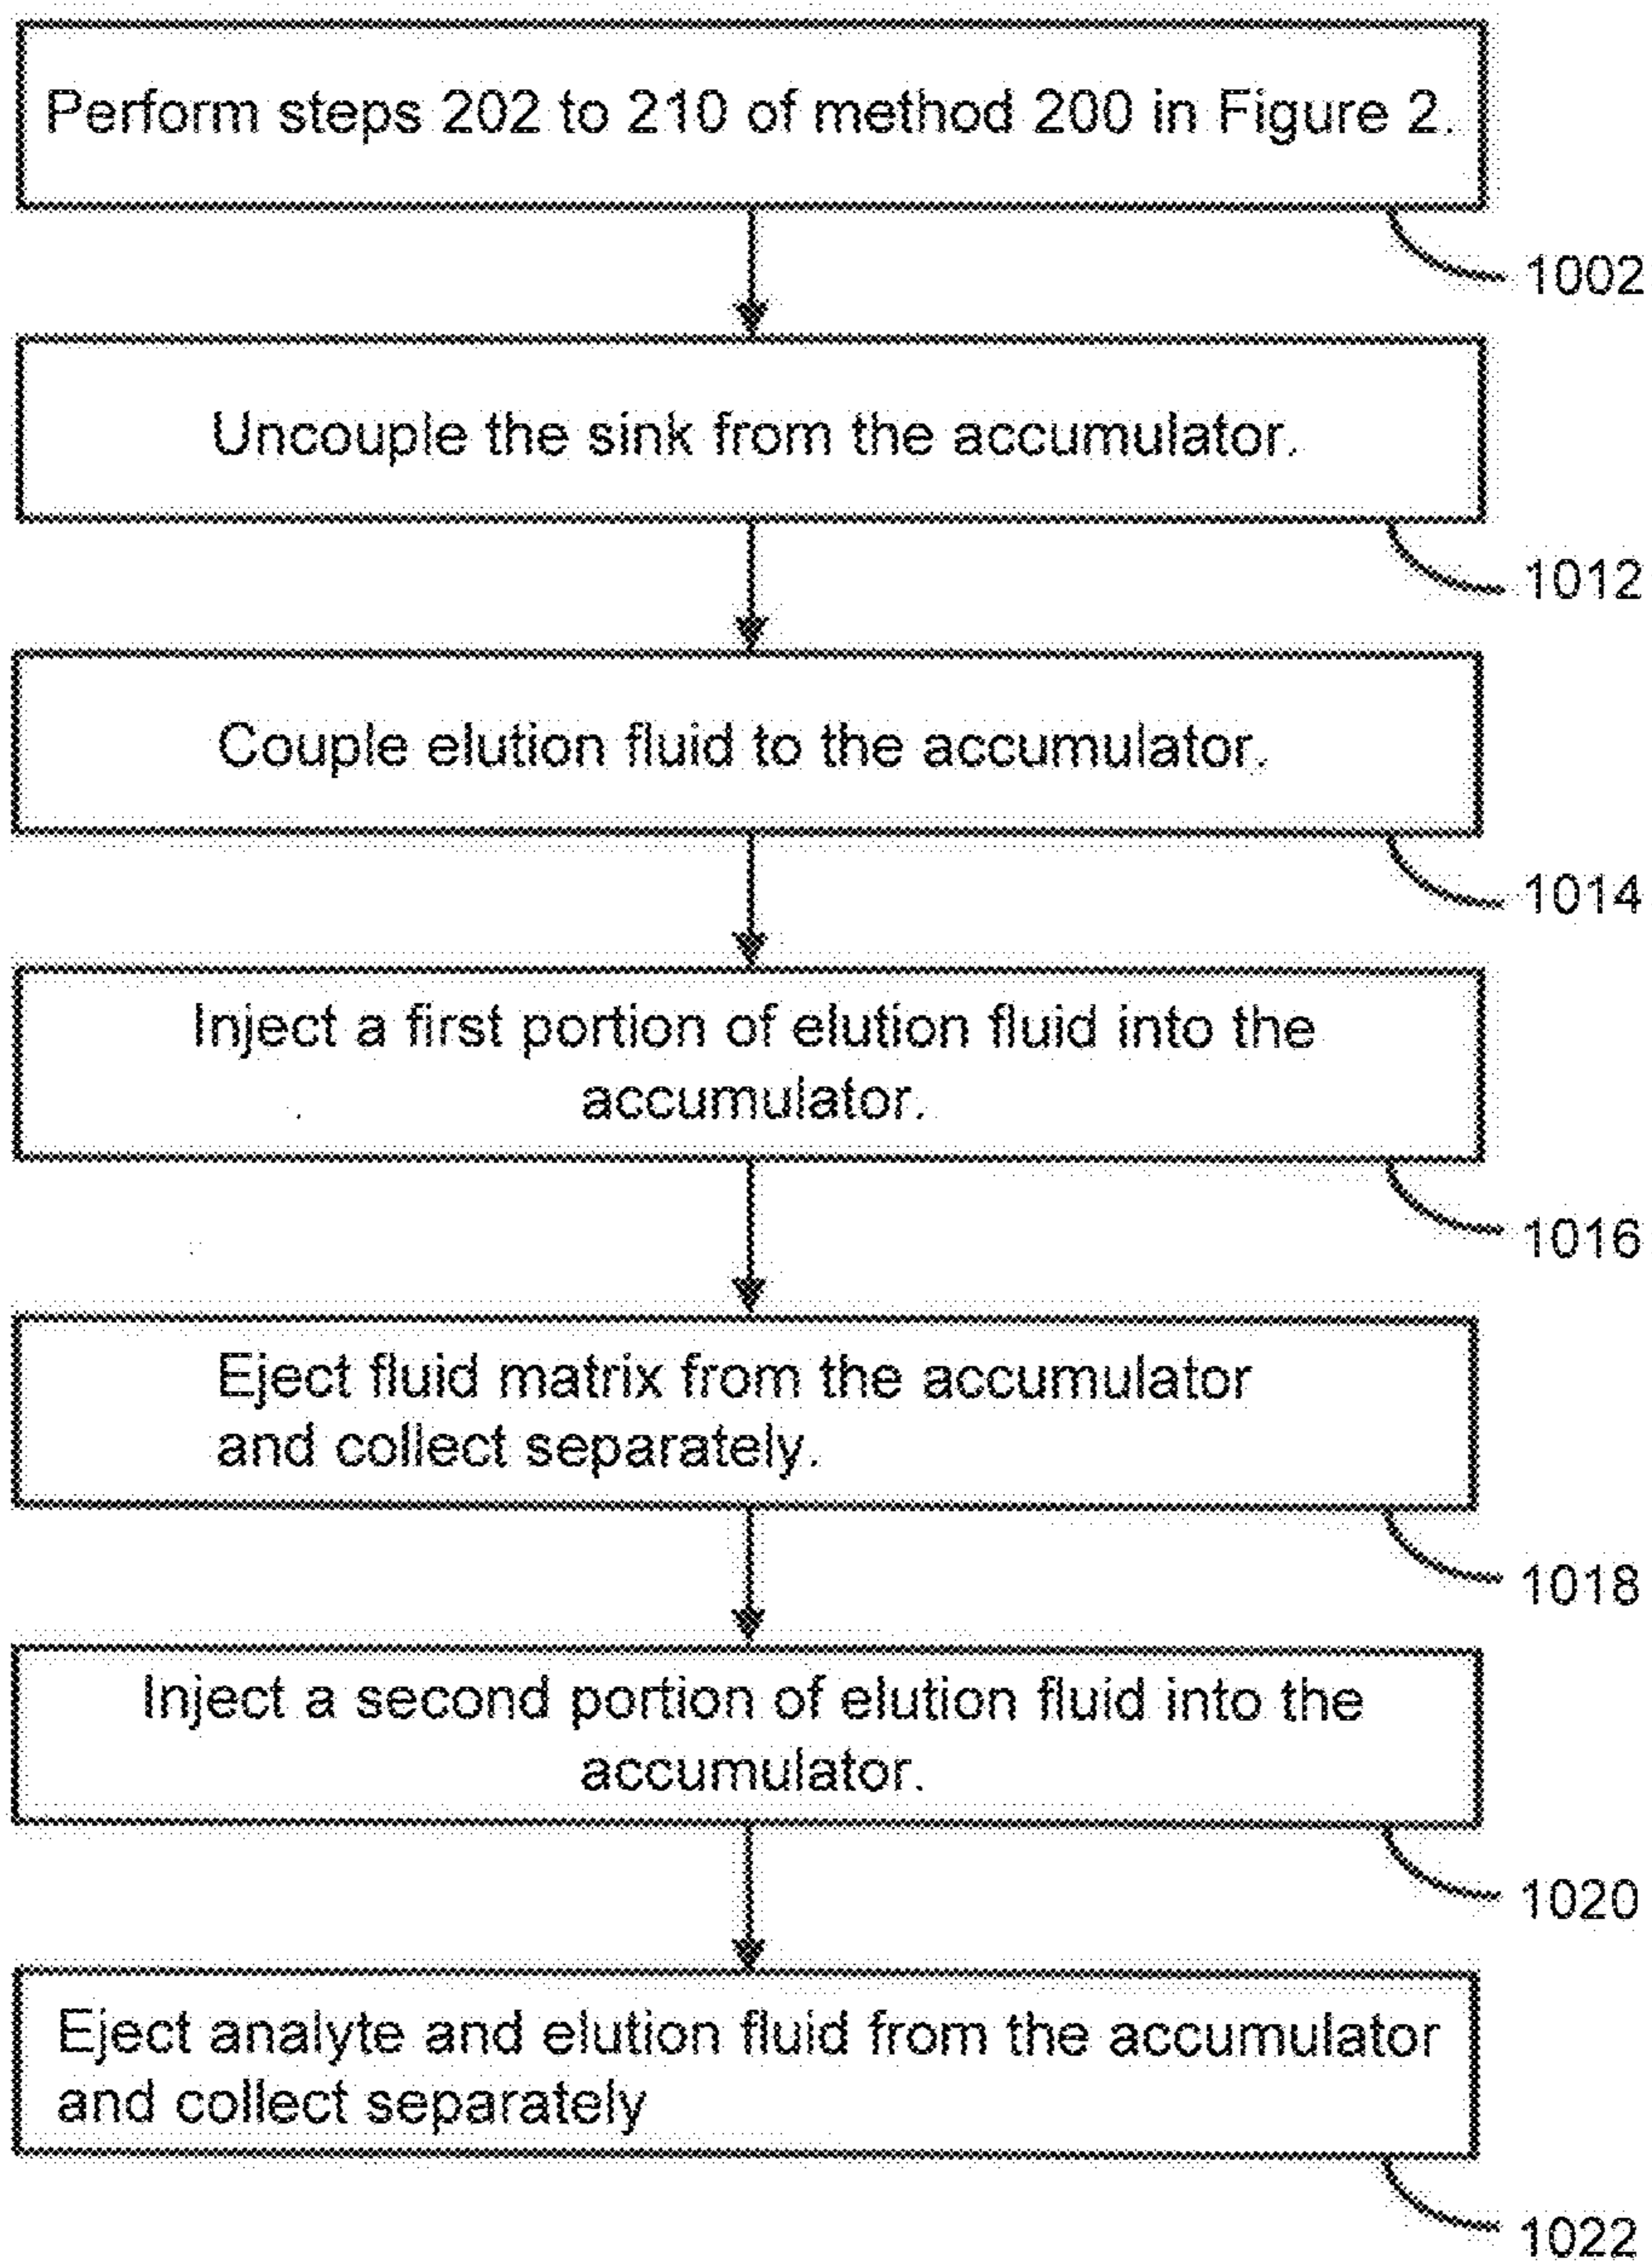 Perform steps 202 to 210 of method 200 in Figure 2.
1002
Uncouple the sink from the accumulator.
1012
Couple elution fluid to the accumulator.
1014
Inject a first portion of elution fluid into the
accumulator.
1016
Eject fluid matrix from the accumulator
and collect separately.
1018
Inject a second portion of elution fluid into the
accumulator.
1020
Eject analyte and elution fluid from the accumulator
and collect separately
1022